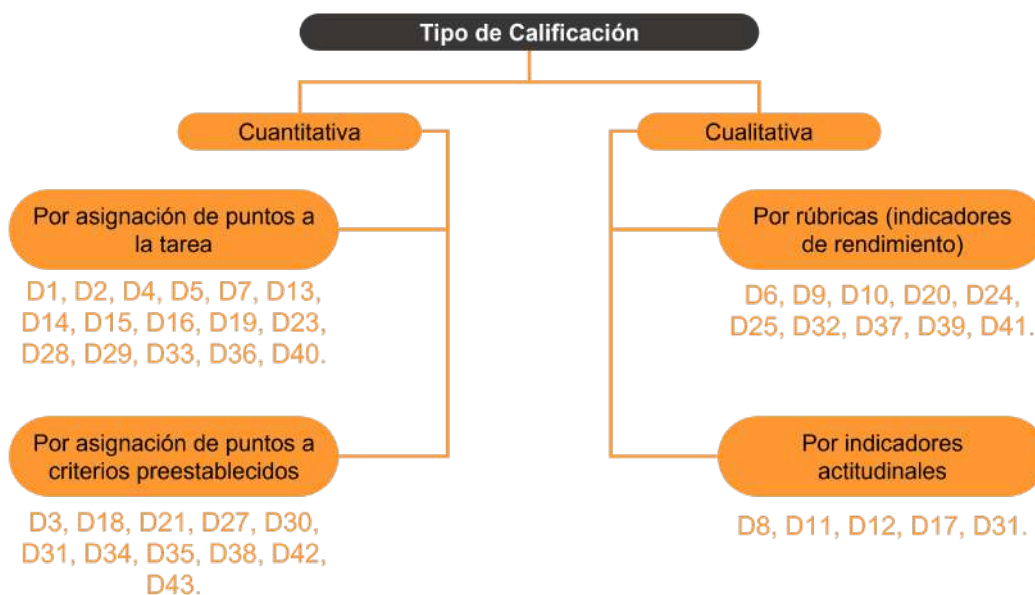 Tipo de Calificación
Cuantitativa
Cualitativa
Por asignación de puntos a
la tarea
D1, D2, D4, D5, D7, D13,
D14, D15, D16, D19, D23,
D28, D29, D33, D36, D40.
Por rúbricas (indicadores
de rendimiento)
D6, D9, D10, D20, D24,
D25, D32, D37, D39, D41.
Por asignación de puntos a
criterios preestablecidos
D3, D18, D21, D27, D30,
D31, D34, D35, D38, D42,
D43.
Por indicadores
actitudinales
D8, D11, D12, D17, D31.